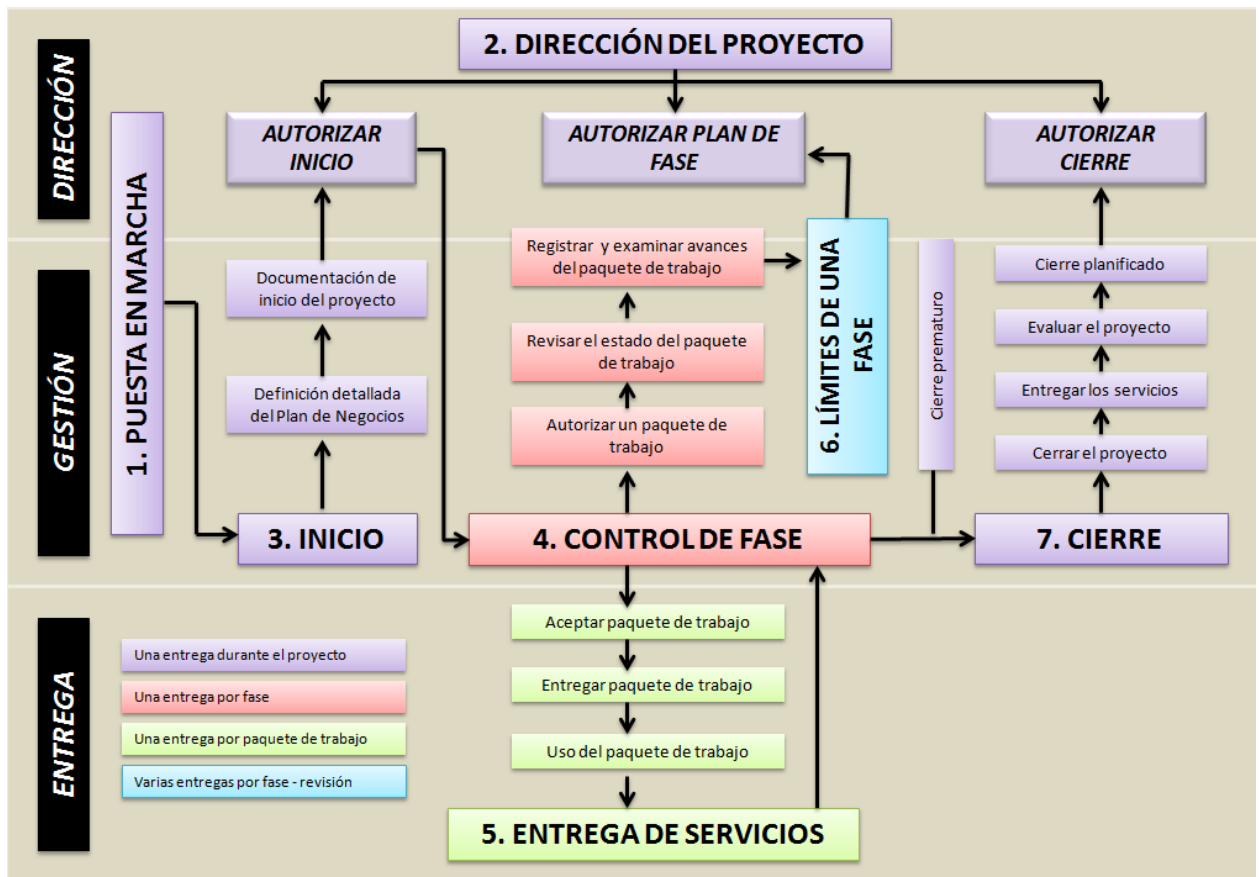 2. DIRECCIÓN DEL PROYECTO
DIRECCIÓN
AUTORIZAR
INICIO
AUTORIZAR PLAN DE
FASE
AUTORIZAR
CIERRE
1. PUESTA EN MARCHA
GESTIÓN
Documentación de
inicio del proyecto
Definición detallada
del Plan de Negocios
3. INICIO
Registrar y examinar avances
del paquete de trabajo
Revisar el estado del paquete
de trabajo
Autorizar un paquete de
trabajo
4. CONTROL DE FASE
6. LÍMITES DE UNA
FASE
Cierre prematuro
Cierre planificado
Evaluar el proyecto
Entregar los servicios
Cerrar el proyecto
7. CIERRE
ENTREGA
Una entrega durante el proyecto
Una entrega por fase
Una entrega por paquete de trabajo
Varias entregas por fase - revisión
Aceptar paquete de trabajo
Entregar paquete de trabajo
Uso del paquete de trabajo
5. ENTREGA DE SERVICIOS